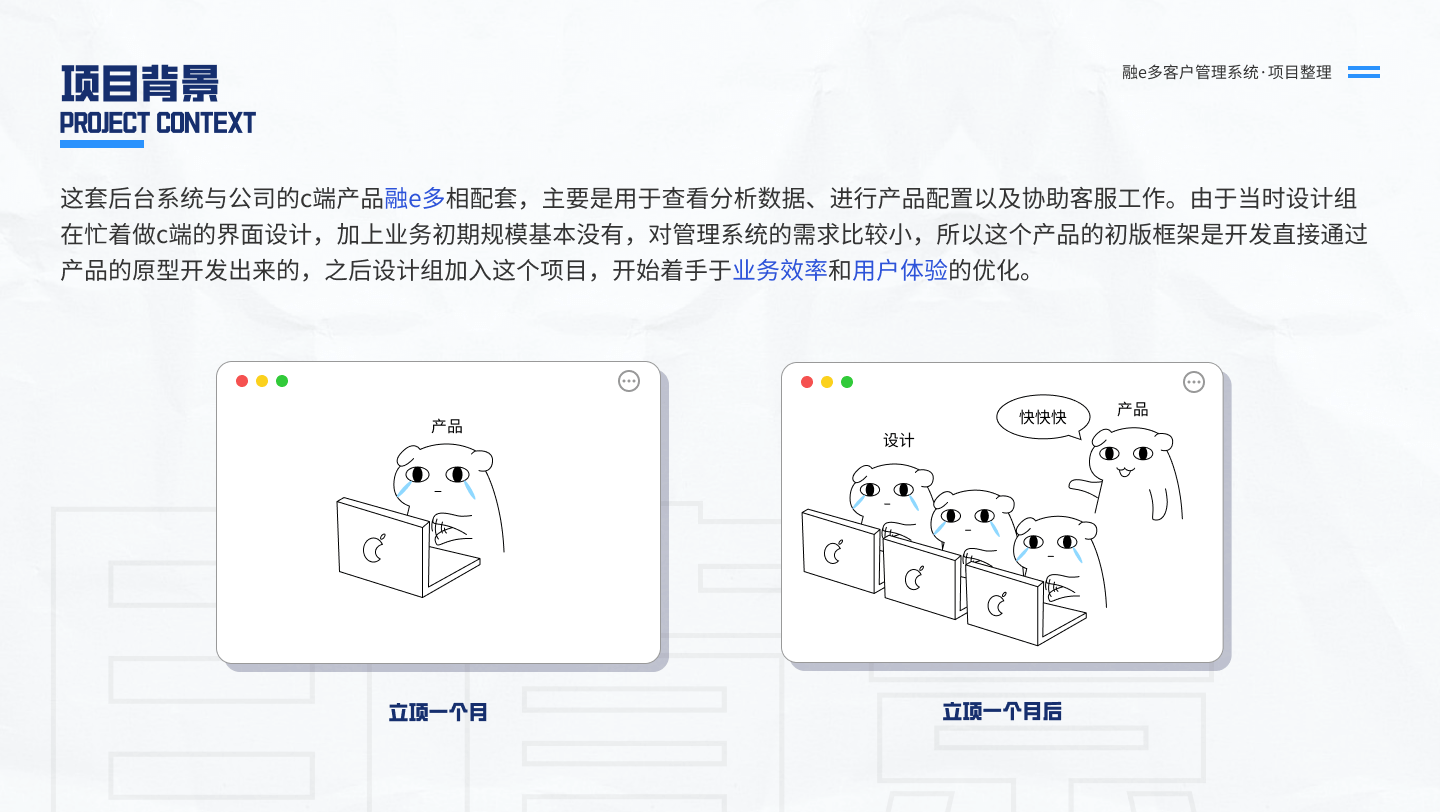 项目背景
PROJECT CONTEXT
融e多客户管理系统·项目整理
这套后台系统与公司的c端产品融e多相配套，主要是用于查看分析数据、进行产品配置以及协助客服工作。由于当时设计组
在忙着做c端的界面设计，加上业务初期规模基本没有，对管理系统的需求比较小，所以这个产品的初版框架是开发直接通过
产品的原型开发出来的，之后设计组加入这个项目，开始着手于业务效率和用户体验的优化。
产品
快快快
产品
设计
立项一个月
立项一个月后